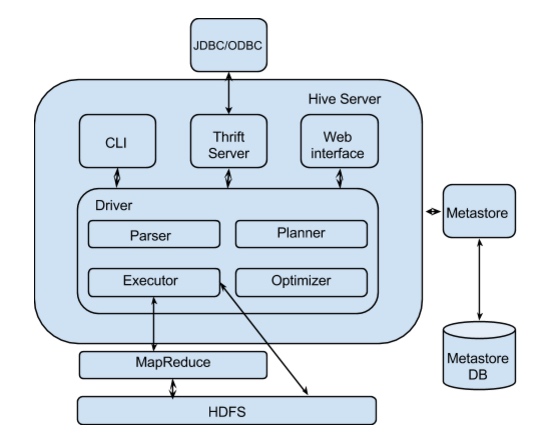 JDBC/ODBC
Hive Server
CLI
Thrift
Server
Web
interface
Driver
Parser
Planner
Executor
Optimizer
Metastore
MapReduce
Metastore
DB
HDFS